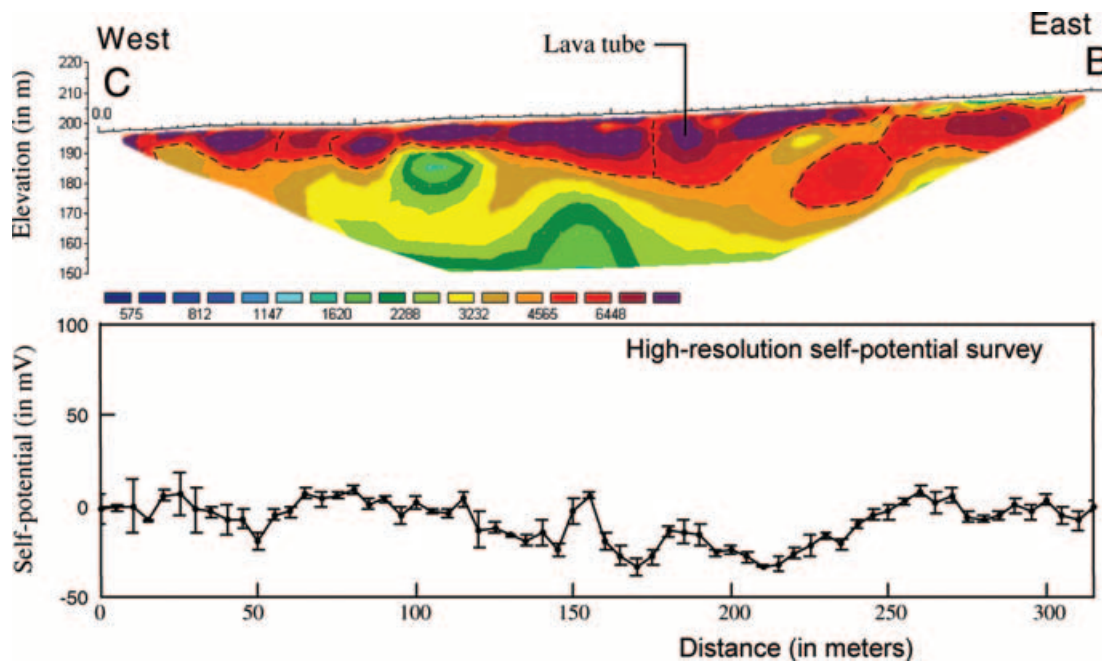 West
East
Lava tube
C
B
Elevation (in m)
220
210
200
190
180
170
160
150
0.0
575 812 1147 1620 2288 3232 4565 6448
High-resolution self-potential survey
Self-potential (in mV)
100
50
0
-50
0 50 100 150 200 250 300
Distance (in meters)